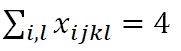 ∑_{i,l} x_{ijkl} = 4